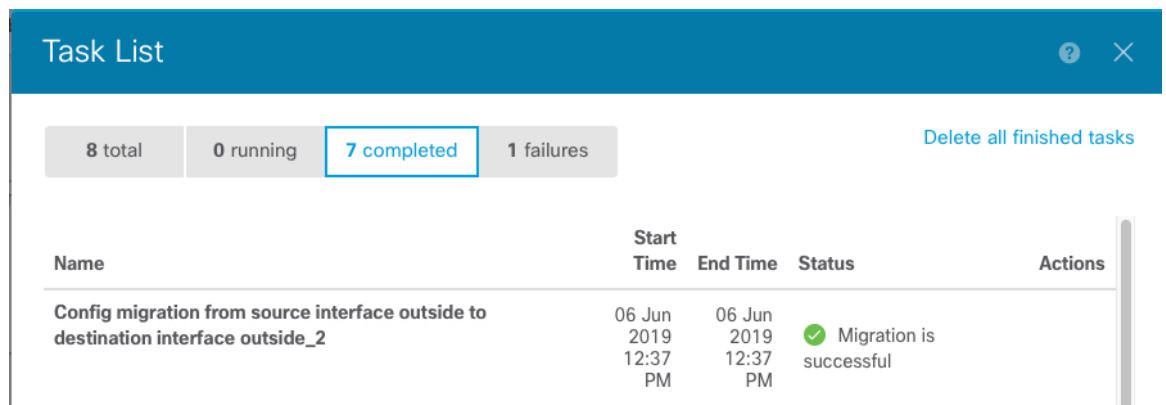 Task List
8 total 0 running 7 completed 1 failures
Delete all finished tasks
Name Start Time End Time Status Actions
Config migration from source interface outside to
destination interface outside_2
06 Jun
2019
12:37
PM
06 Jun
2019
12:37
PM
Migration is
successful